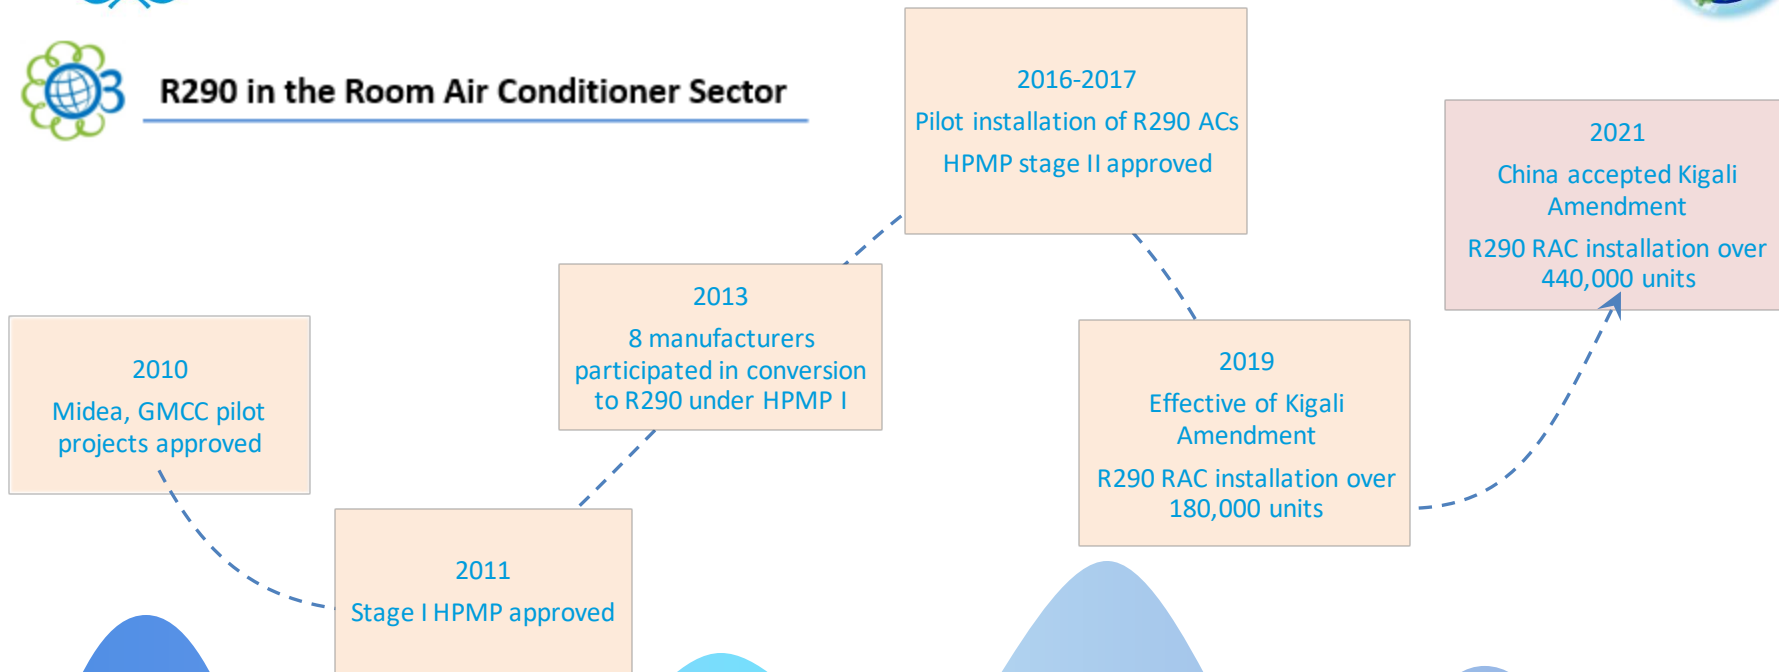 R290 in the Room Air Conditioner Sector
2010
Midea, GMCC pilot
projects approved
2011
Stage I HPMP approved
2013
8 manufacturers
participated in conversion
to R290 under HPMP I
2016-2017
Pilot installation of R290 ACs
HPMP stage II approved
2019
Effective of Kigali
Amendment
R290 RAC installation over
180,000 units
2021
China accepted Kigali
Amendment
R290 RAC installation over
440,000 units